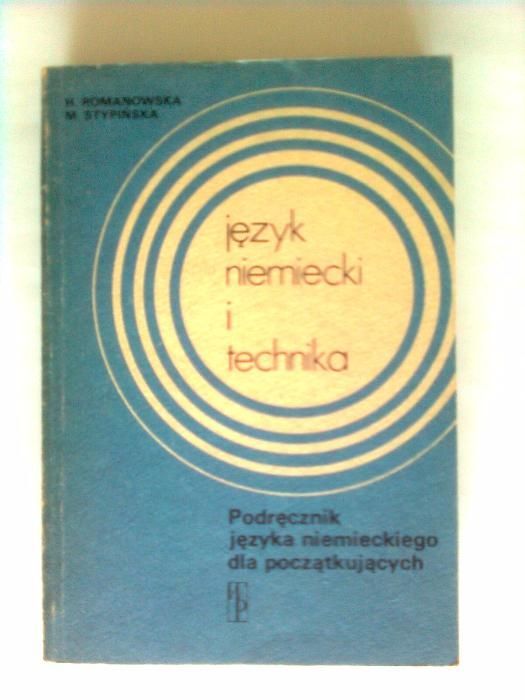 H. ROMANOWSKA
M. STYPIŃSKA
język
niemiecki
i
technika
Podręcznik
języka niemieckiego
dla początkujących